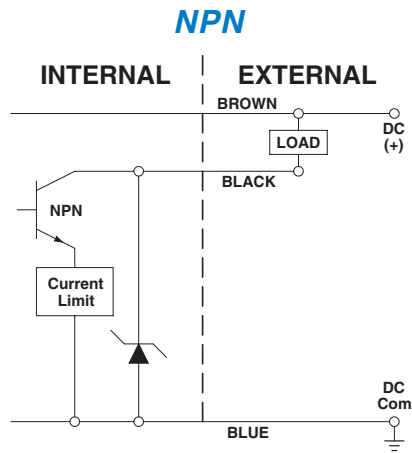 NPN
INTERNAL
EXTERNAL
BROWN
DC
(+)
LOAD
BLACK
NPN
Current
Limit
DC
Com
BLUE